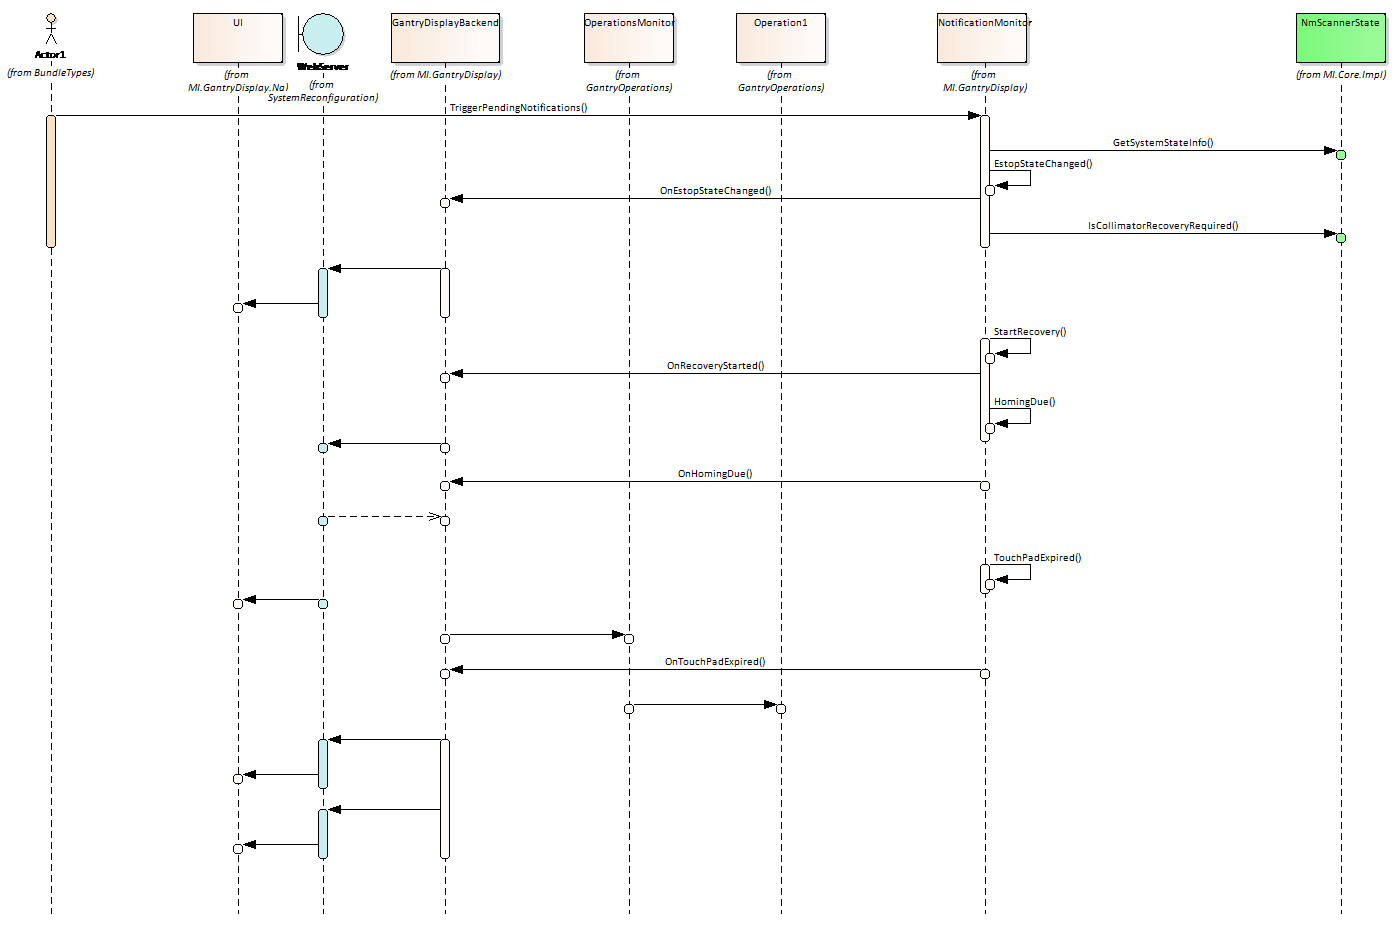 UI
GantryDisplayBackend
OperationsMonitor
Operation1
NotificationMonitor
NmScannerState
Actor1
(from BundleTypes)
WebServer
(from
MI.GantryDisplay.Na)
(from
SystemReconfiguration)
(from MI.GantryDisplay)
(from
GantryOperations)
(from
GantryOperations)
(from
MI.GantryDisplay)
(from MI.Core.Impl)
TriggerPendingNotifications()
GetSystemStateInfo()
EstopStateChanged()
OnEstopStateChanged()
IsCollimatorRecoveryRequired()
StartRecovery()
OnRecoveryStarted()
HomingDue()
OnHomingDue()
TouchPadExpired()
OnTouchPadExpired()